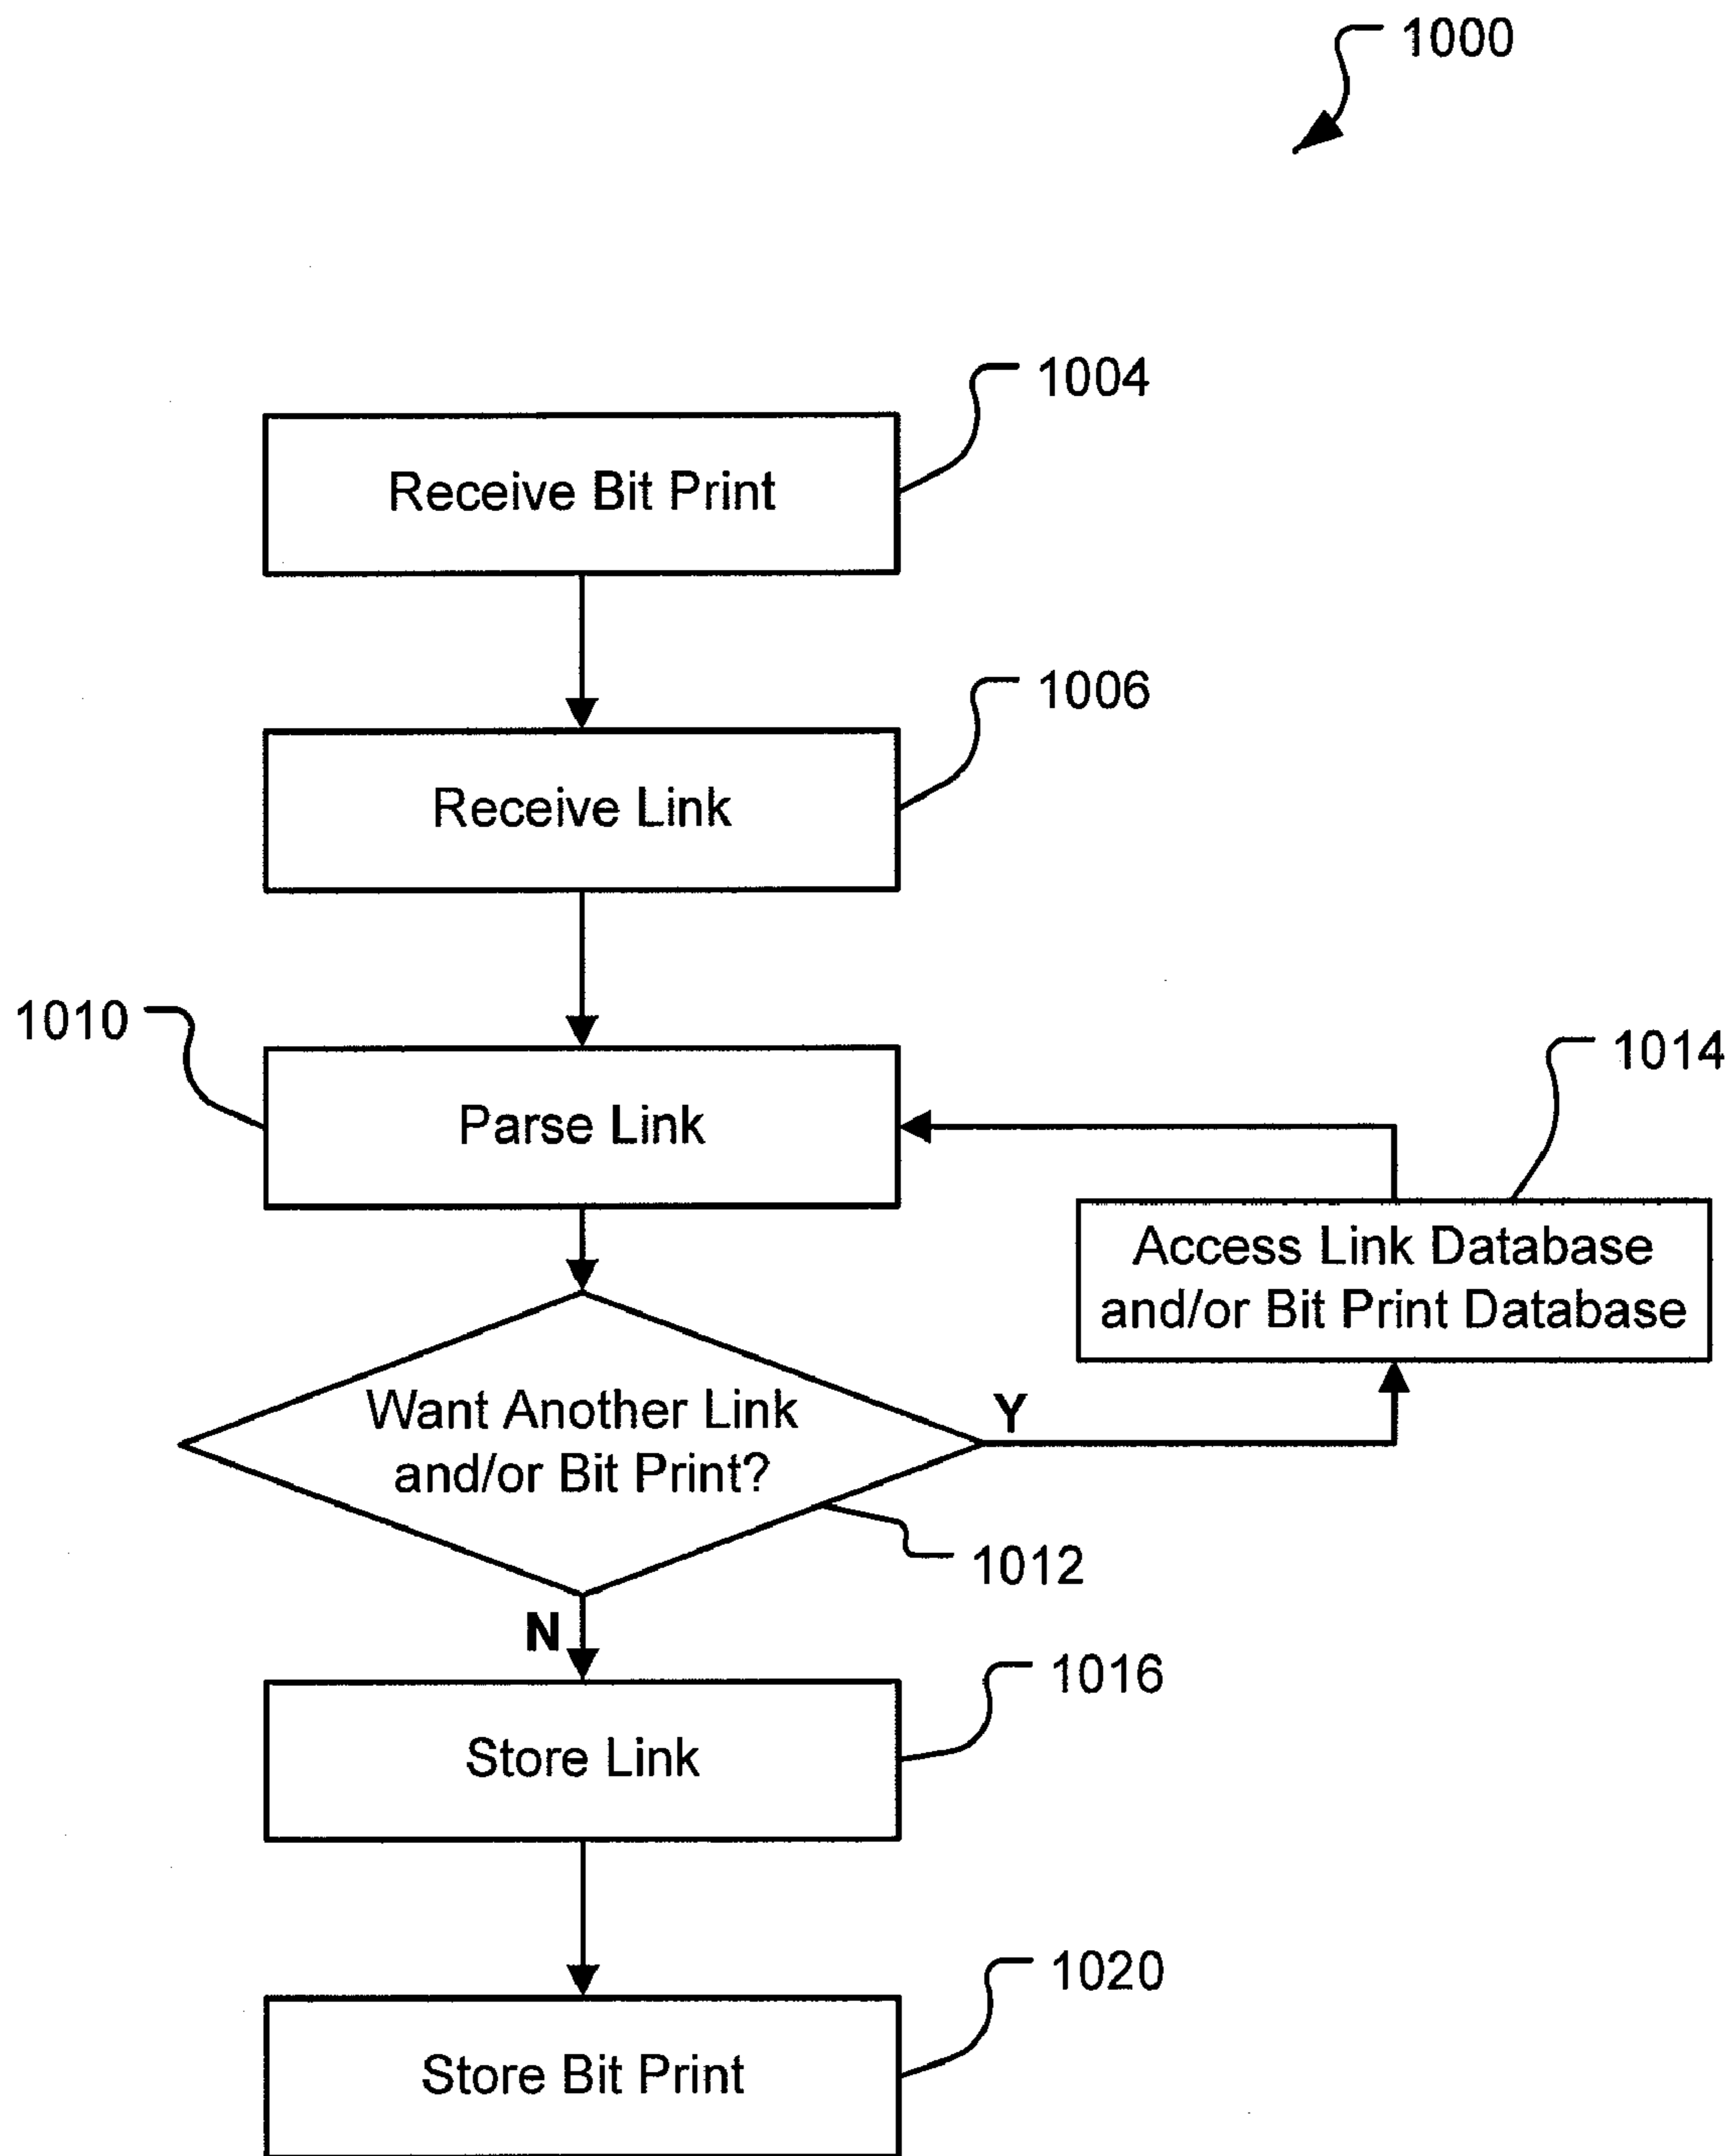 1000
1004
Receive Bit Print
1006
Receive Link
1010
Parse Link
1014
Access Link Database
and/or Bit Print Database
Want Another Link
and/or Bit Print?
Y
1012
N
1016
Store Link
1020
Store Bit Print